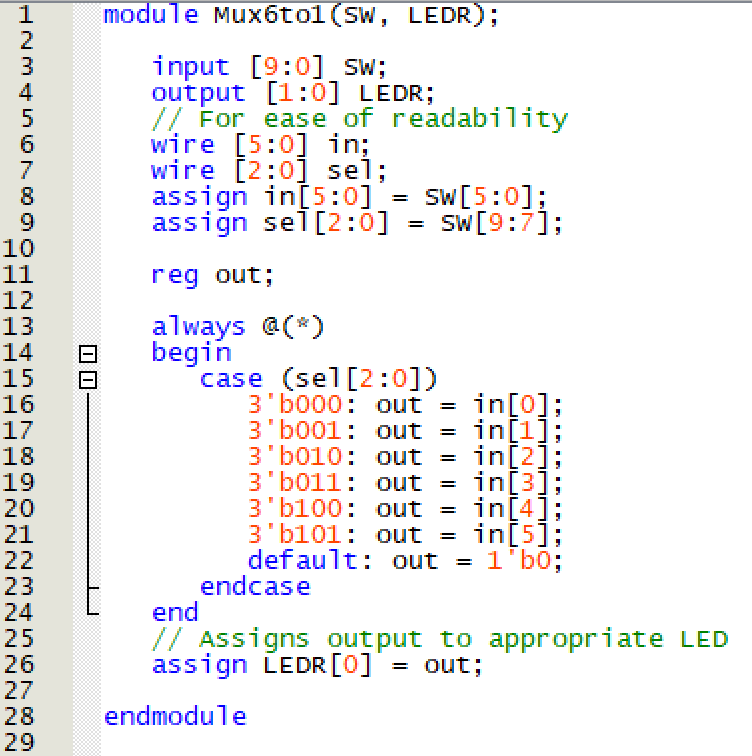 1 module Mux6to1(SW, LEDR);
2
3 input [9:0] SW;
4 output [1:0] LEDR;
5 // For ease of readability
6 wire [5:0] in;
7 wire [2:0] sel;
8 assign in[5:0] = SW[5:0];
9 assign sel[2:0] = SW[9:7];
10
11 reg out;
12
13 always @(*)
14 begin
15 case (sel[2:0])
16 3'b000: out = in[0];
17 3'b001: out = in[1];
18 3'b010: out = in[2];
19 3'b011: out = in[3];
20 3'b100: out = in[4];
21 3'b101: out = in[5];
22 default: out = 1'b0;
23 endcase
24 end
25 // Assigns output to appropriate LED
26 assign LEDR[0] = out;
27
28 endmodule
29